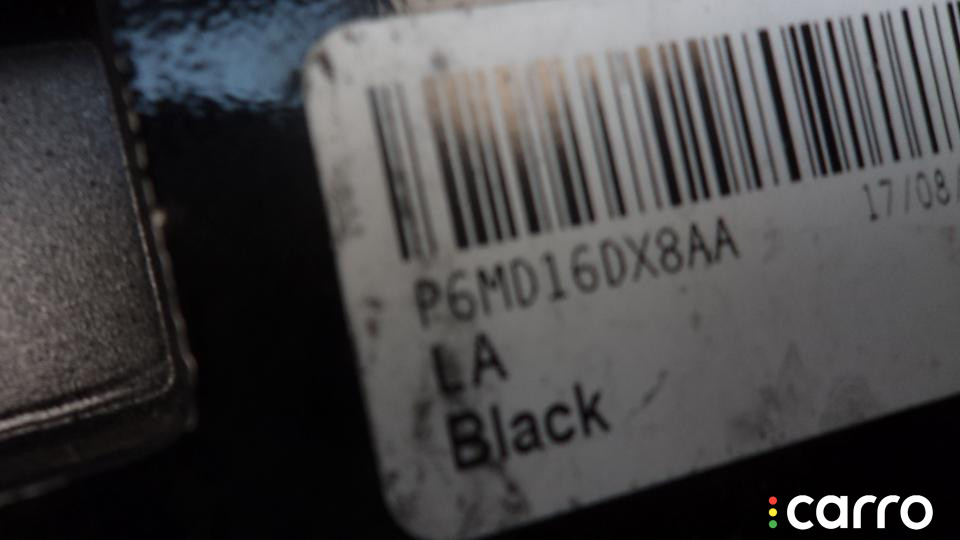 17/08/
P6MD16DX8AA
LA
Black
carro